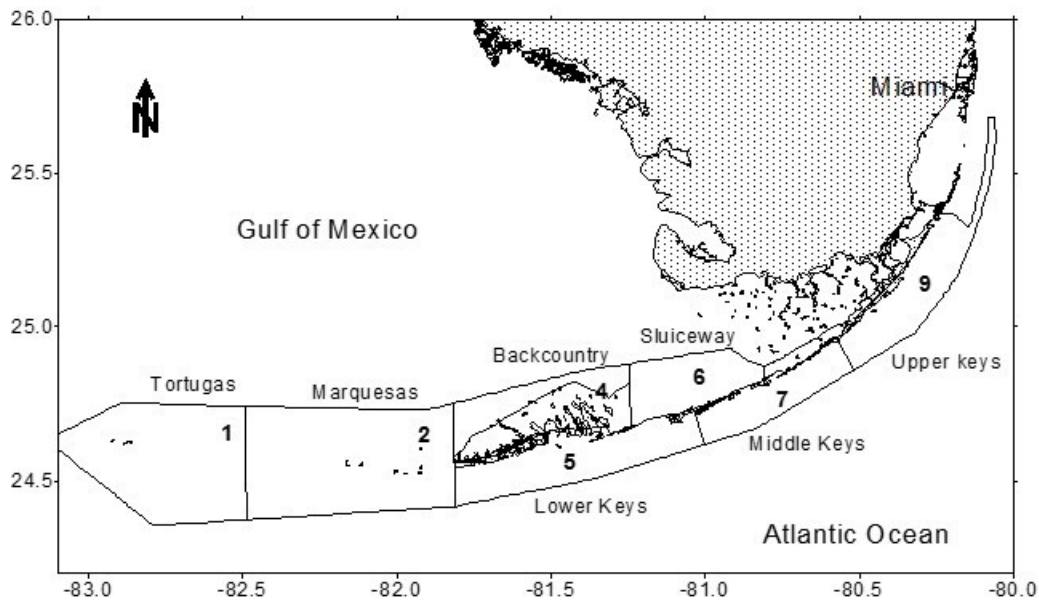 26.0
Miami
N
25.5
Gulf of Mexico
9
25.0
Sluiceway
Backcountry
Upper keys
Tortugas
Marquesas
6
4
7
1
2
Middle Keys
5
24.5
Lower Keys
Atlantic Ocean
-83.0
-82.5
-82.0
-81.5
-81.0
-80.5
-80.0